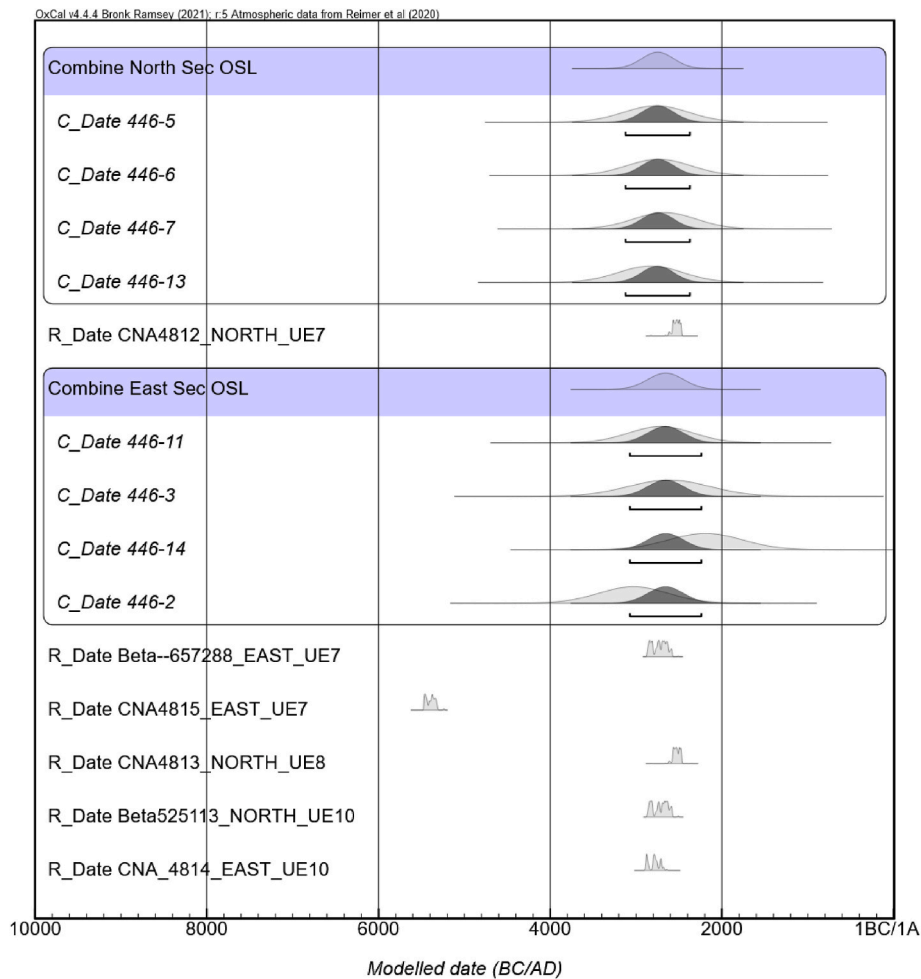 OxCal v4.4.4 Bronk Ramsey (2021); r:5 Atmospheric data from Reimer et al (2020)
Combine North Sec OSL
C_Date 446-5
C_Date 446-6
C_Date 446-7
C_Date 446-13
R_Date CNA4812_NORTH_UE7
Combine East Sec OSL
C_Date 446-11
C_Date 446-3
C_Date 446-14
C_Date 446-2
R_Date Beta--657288_EAST_UE7
R_Date CNA4815_EAST_UE7
R_Date CNA4813_NORTH_UE8
R_Date Beta525113_NORTH_UE10
R_Date CNA_4814_EAST_UE10
10000 8000 6000 4000 2000 1BC/1A
Modelled date (BC/AD)